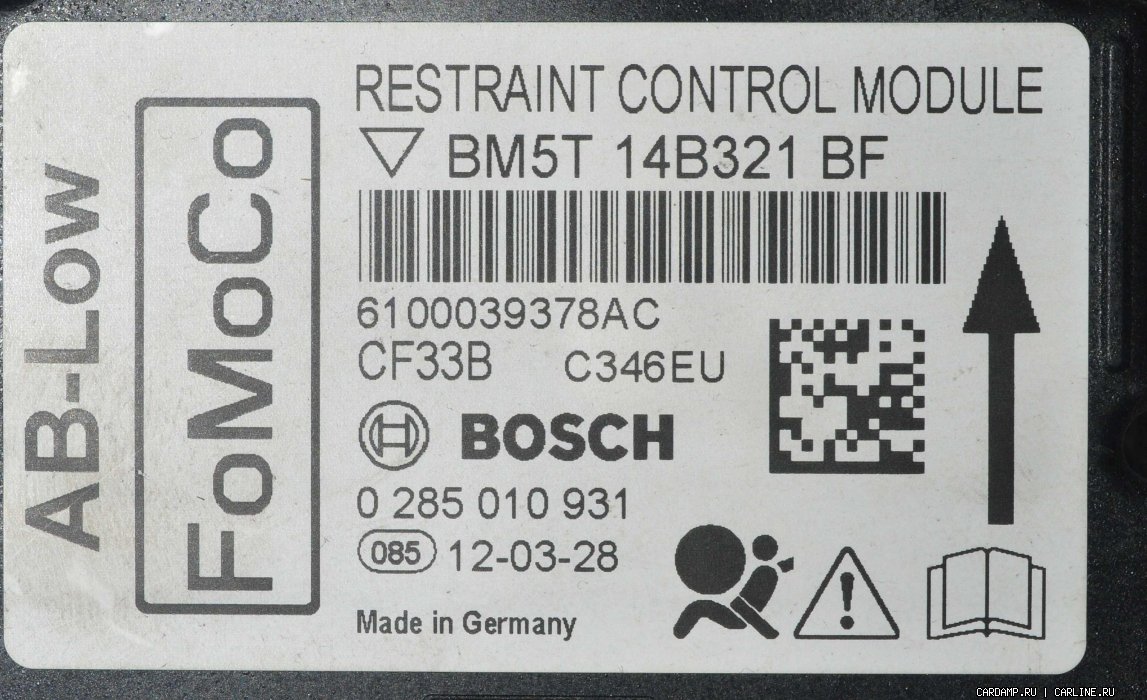 RESTRAINT CONTROL MODULE
BM5T 14B321 BF
6100039378AC
CF33B C346EU
BOSCH
0 285 010 931
085 12-03-28
Made in Germany
AB-Low
FoMoCo
CARDAMP.RU | CARLINE.RU